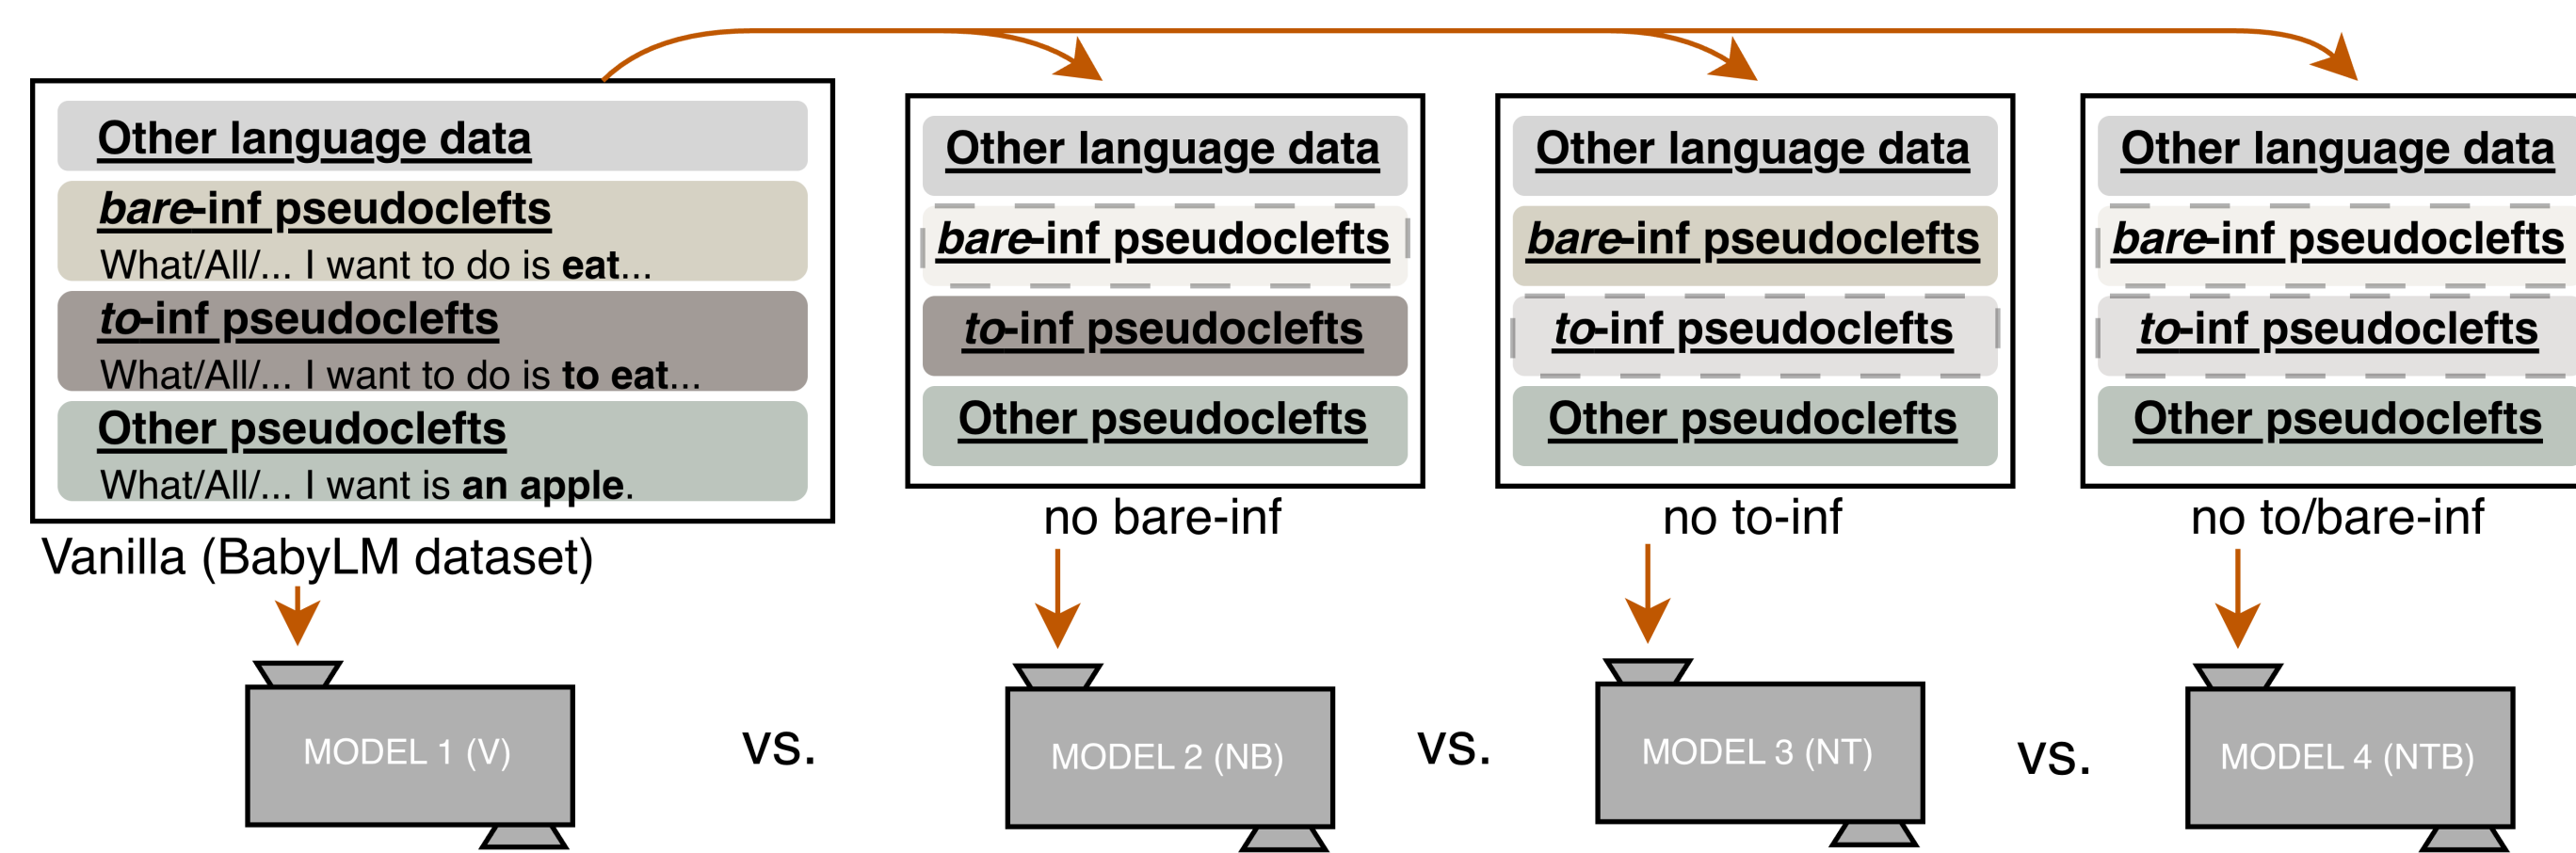 Other language data
bare-inf pseudoclefts
What/All/... I want to do is eat...
to-inf pseudoclefts
What/All/... I want to do is to eat...
Other pseudoclefts
What/All/... I want is an apple.
Vanilla (BabyLM dataset)
Other language data
bare-inf pseudoclefts
to-inf pseudoclefts
Other pseudoclefts
no bare-inf
Other language data
bare-inf pseudoclefts
to-inf pseudoclefts
Other pseudoclefts
no to-inf
Other language data
bare-inf pseudoclefts
to-inf pseudoclefts
Other pseudoclefts
no to/bare-inf
MODEL 1 (V)
vs.
MODEL 2 (NB)
vs.
MODEL 3 (NT)
vs.
MODEL 4 (NTB)